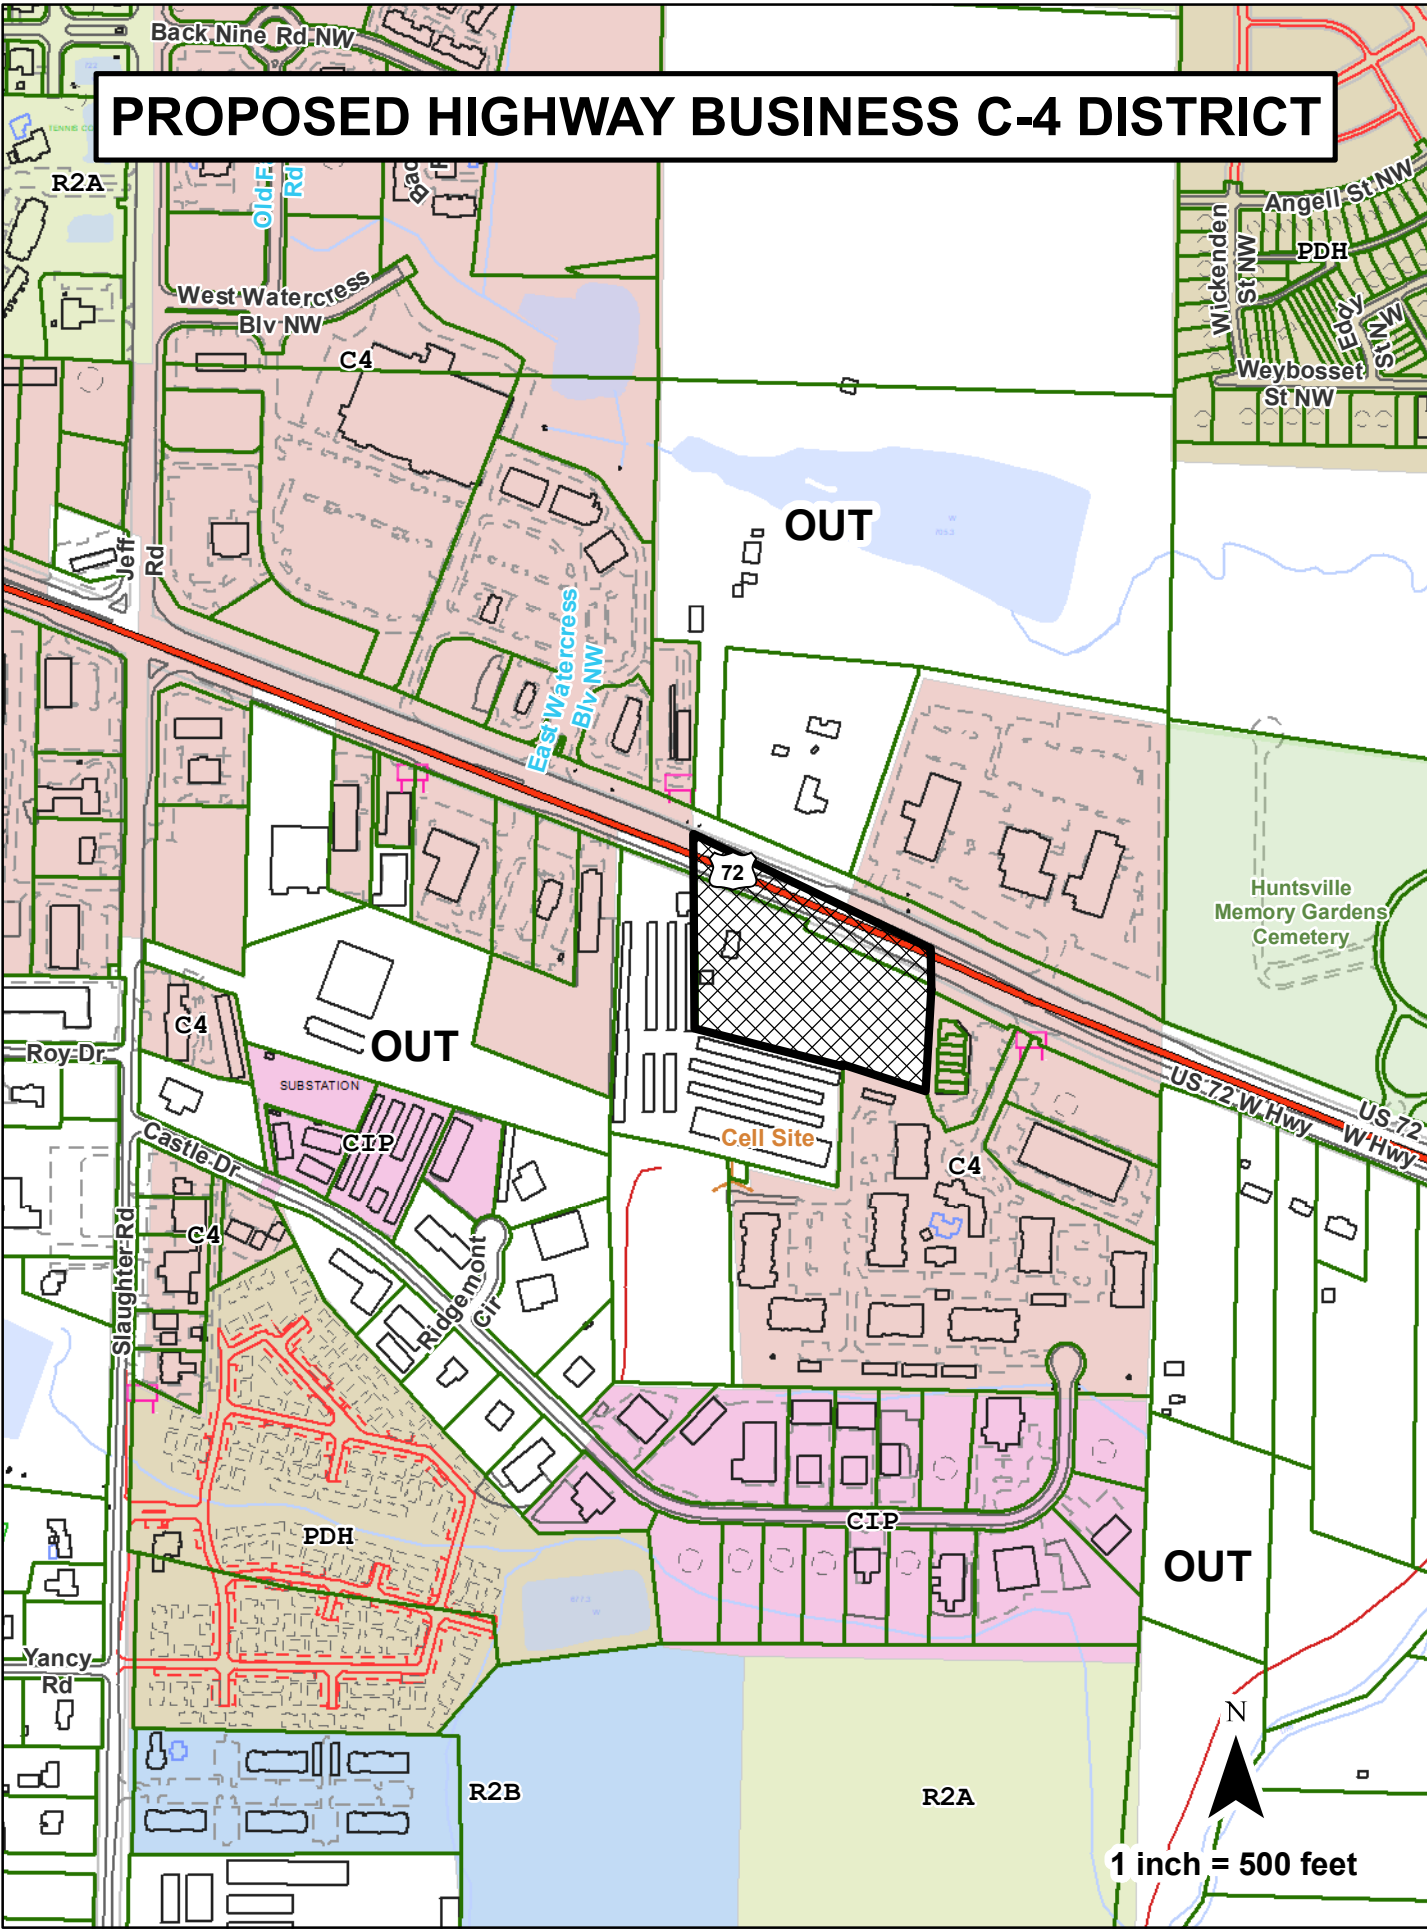 Back Nine Rd NW
PROPOSED HIGHWAY BUSINESS C-4 DISTRICT
R2A
Rd
Angell St NW
Wickenden
St NW
PDH
West Watercress
Blv NW
Edgy
St NW
C4
Weybosset
St NW
OUT
Jeff
Rd
East Watercress
Blv NW
72
Huntsville
Memory Gardens
Cemetery
C4
OUT
Roy Dr
SUBSTATION
US 72 W Hwy
US 72
W Hwy
CIP
Cell Site
Castle Dr
C4
C4
Slaughter Rd
Ridgemont
Cir
CIP
PDH
OUT
Yancy
Rd
N
R2B
R2A
1 inch = 500 feet